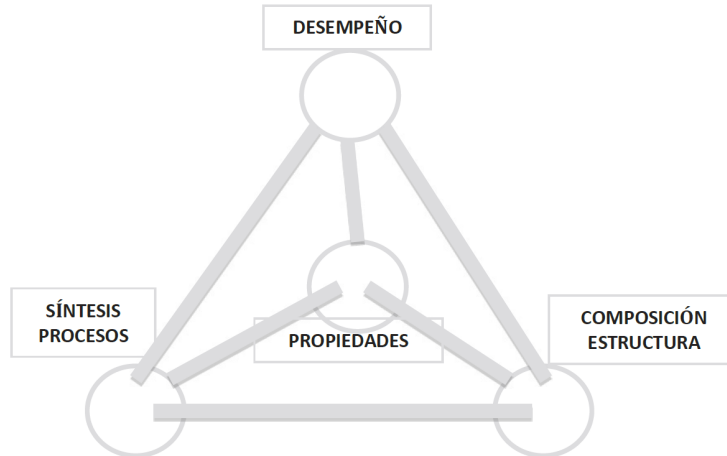 DESEMPEÑO
SÍNTESIS
PROCESOS
PROPIEDADES
COMPOSICIÓN
ESTRUCTURA